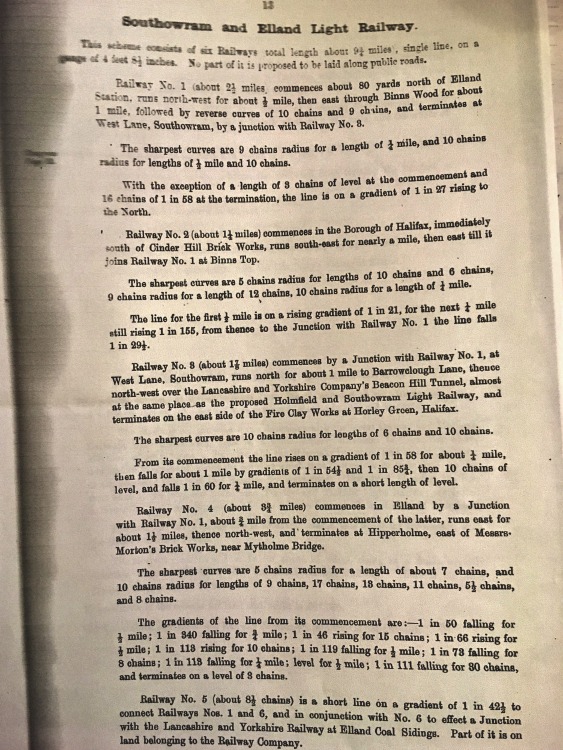 13
Southowram and Elland Light Railway.
This scheme consists of six Railways total length about 9½ miles, single line, on a
gauge of 4 feet 8½ inches. No part of it is proposed to be laid along public roads.
Railway No. 1 (about 2½ miles, commences about 80 yards north of Elland
Station, runs north-west for about ½ mile, then east through Binns Wood for about
1 mile, followed by reverse curves of 10 chains and 9 chains, and terminates at
West Lane, Southowram, by a junction with Railway No. 3.
The sharpest curves are 9 chains radius for a length of ¾ mile, and 10 chains
radius for lengths of ½ mile and 10 chains.
With the exception of a length of 3 chains of level at the commencement and
16 chains of 1 in 58 at the termination, the line is on a gradient of 1 in 27 rising to
the North.
Railway No. 2 (about 1½ miles) commences in the Borough of Halifax, immediately
south of Cinder Hill Brick Works, runs south-east for nearly a mile, then east till it
joins Railway No. 1 at Binns Top.
The sharpest curves are 5 chains radius for lengths of 10 chains and 6 chains,
9 chains radius for a length of 12 chains, 10 chains radius for a length of ¼ mile.
The line for the first ½ mile is on a rising gradient of 1 in 21, for the next ¼ mile
still rising 1 in 155, from thence to the Junction with Railway No. 1 the line falls
1 in 29½.
Railway No. 3 (about 1⅞ miles) commences by a Junction with Railway No. 1, at
West Lane, Southowram, runs north for about 1 mile to Barrowclough Lane, thence
north-west over the Lancashire and Yorkshire Company's Beacon Hill Tunnel, almost
at the same place as the proposed Holmfield and Southowram Light Railway, and
terminates on the east side of the Fire Clay Works at Horley Green, Halifax.
The sharpest curves are 10 chains radius for lengths of 6 chains and 10 chains.
From its commencement the line rises on a gradient of 1 in 58 for about ¼ mile,
then falls for about 1 mile by gradients of 1 in 54½ and 1 in 85¾, then 10 chains of
level, and falls 1 in 60 for ¼ mile, and terminates on a short length of level.
Railway No. 4 (about 3¾ miles) commences in Elland by a Junction
with Railway No. 1, about ⅜ mile from the commencement of the latter, runs east for
about 1½ miles, thence north-west, and terminates at Hipperholme, east of Messrs.
Morton's Brick Works, near Mytholme Bridge.
The sharpest curves are 5 chains radius for a length of about 7 chains, and
10 chains radius for lengths of 9 chains, 17 chains, 13 chains, 11 chains, 5½ chains,
and 8 chains.
The gradients of the line from its commencement are:—1 in 50 falling for
½ mile; 1 in 340 falling for ¾ mile; 1 in 46 rising for 15 chains; 1 in 66 rising for
½ mile; 1 in 113 rising for 10 chains; 1 in 119 falling for ½ mile; 1 in 73 falling for
8 chains; 1 in 113 falling for ¼ mile; level for ½ mile; 1 in 111 falling for 30 chains,
and terminates on a level of 3 chains.
Railway No. 5 (about 8½ chains) is a short line on a gradient of 1 in 42½ to
connect Railways Nos. 1 and 6, and in conjunction with No. 6 to effect a Junction
with the Lancashire and Yorkshire Railway at Elland Coal Sidings. Part of it is on
land belonging to the Railway Company.